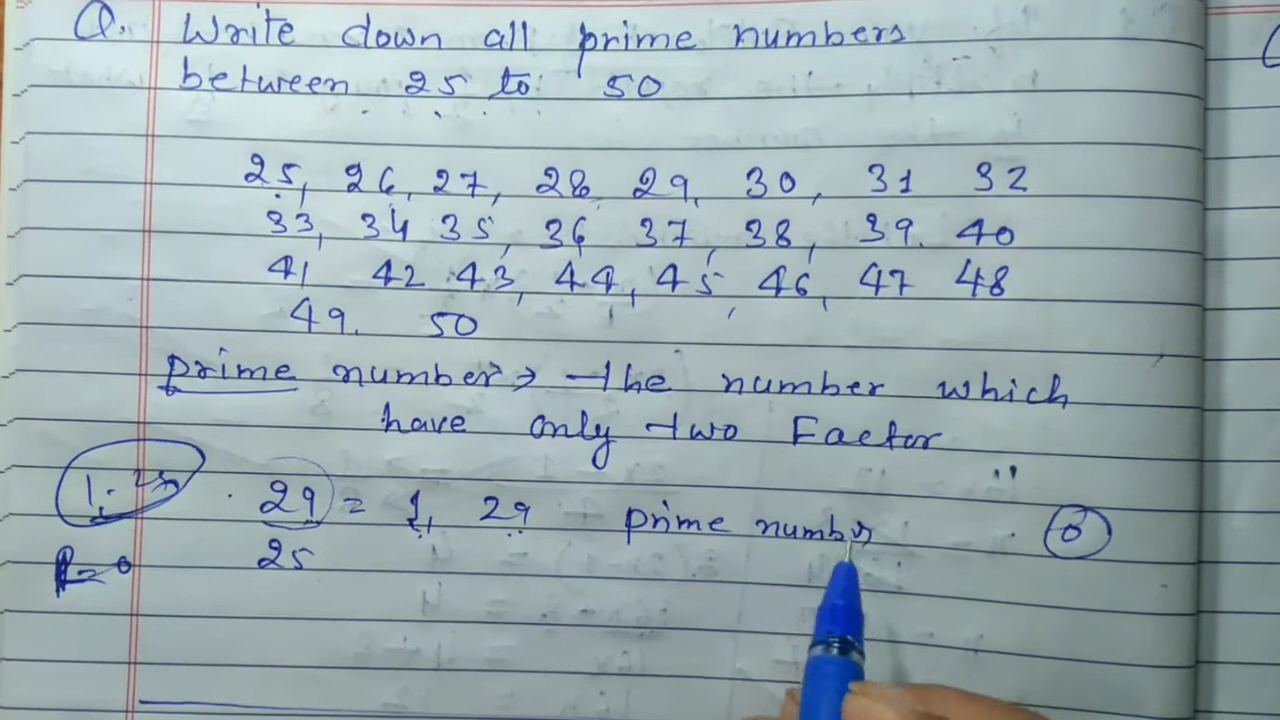 Q. Write down all prime numbers
between 25 to 50
25, 26, 27, 28, 29, 30, 31 32
33, 34 35, 36 37, 38, 39. 40
41 42 43, 44, 45 46, 47 48
49. 50
prime number → the number which
have only two Factor
29 = 1, 29 prime number 6
R=0 25